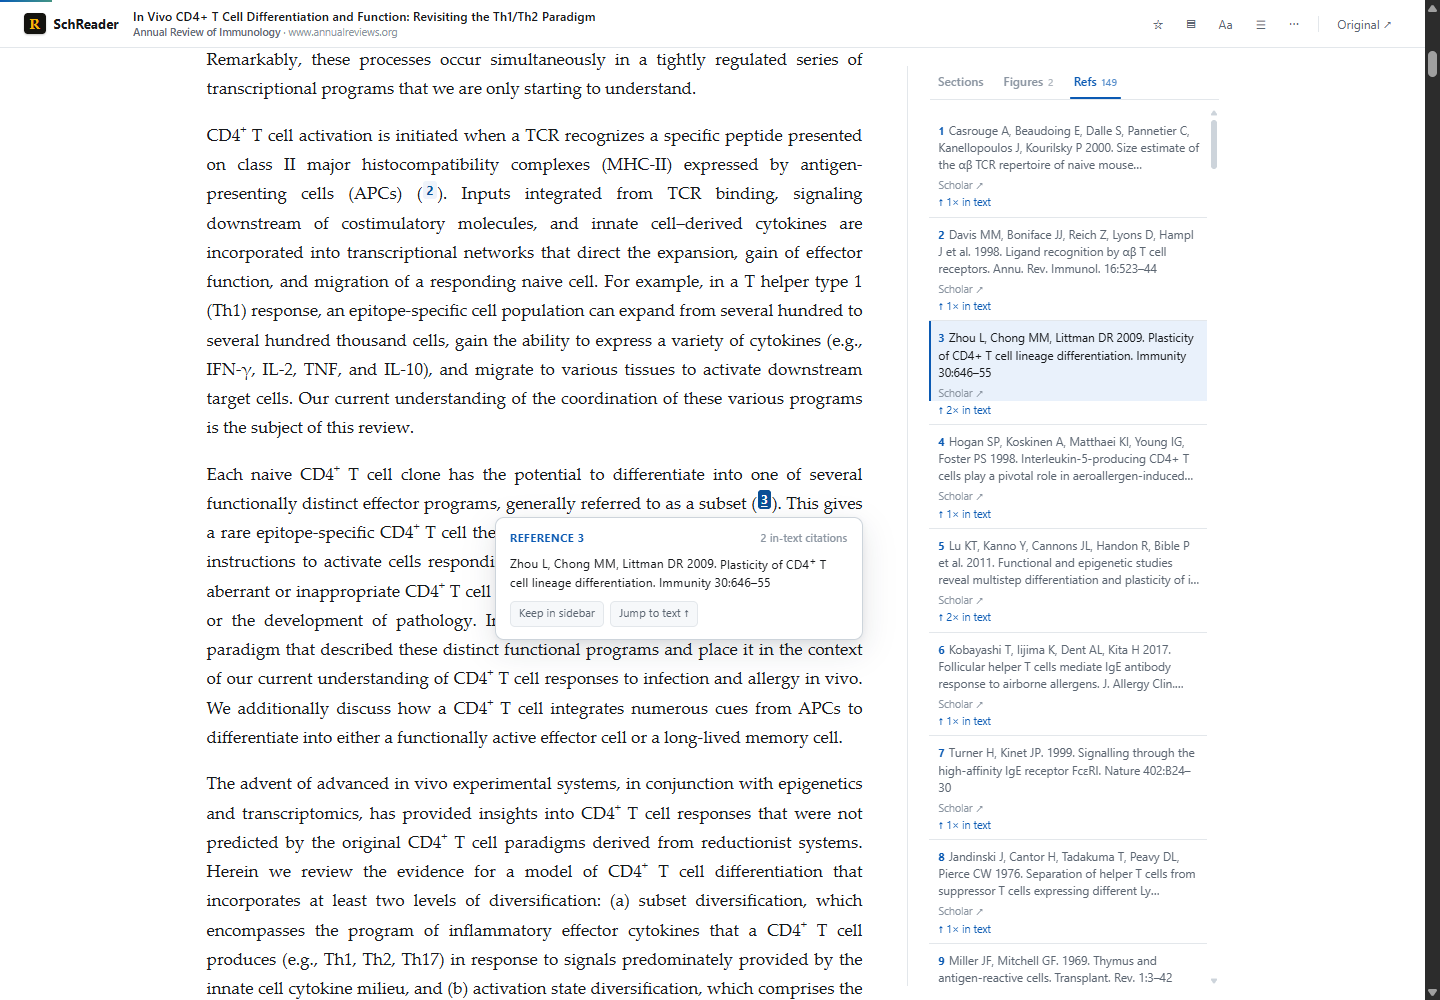 R SchReader
In Vivo CD4+ T Cell Differentiation and Function: Revisiting the Th1/Th2 Paradigm
Annual Review of Immunology · www.annualreviews.org
Aa
Original ↗
Remarkably, these processes occur simultaneously in a tightly regulated series of
transcriptional programs that we are only starting to understand.
CD4⁺ T cell activation is initiated when a TCR recognizes a specific peptide presented
on class II major histocompatibility complexes (MHC-II) expressed by antigen-
presenting cells (APCs) (2). Inputs integrated from TCR binding, signaling
downstream of costimulatory molecules, and innate cell–derived cytokines are
incorporated into transcriptional networks that direct the expansion, gain of effector
function, and migration of a responding naive cell. For example, in a T helper type 1
(Th1) response, an epitope-specific cell population can expand from several hundred to
several hundred thousand cells, gain the ability to express a variety of cytokines (e.g.,
IFN-γ, IL-2, TNF, and IL-10), and migrate to various tissues to activate downstream
target cells. Our current understanding of the coordination of these various programs
is the subject of this review.
Each naive CD4⁺ T cell clone has the potential to differentiate into one of several
functionally distinct effector programs, generally referred to as a subset (3). This gives
a rare epitope-specific CD4⁺ T cell the
instructions to activate cells respondi
aberrant or inappropriate CD4⁺ T cell
or the development of pathology. In
REFERENCE 3
2 in-text citations
Zhou L, Chong MM, Littman DR 2009. Plasticity of CD4⁺ T
cell lineage differentiation. Immunity 30:646–55
Keep in sidebar
Jump to text ↑
paradigm that described these distinct functional programs and place it in the context
of our current understanding of CD4⁺ T cell responses to infection and allergy in vivo.
We additionally discuss how a CD4⁺ T cell integrates numerous cues from APCs to
differentiate into either a functionally active effector cell or a long-lived memory cell.
The advent of advanced in vivo experimental systems, in conjunction with epigenetics
and transcriptomics, has provided insights into CD4⁺ T cell responses that were not
predicted by the original CD4⁺ T cell paradigms derived from reductionist systems.
Herein we review the evidence for a model of CD4⁺ T cell differentiation that
incorporates at least two levels of diversification: (a) subset diversification, which
encompasses the program of inflammatory effector cytokines that a CD4⁺ T cell
produces (e.g., Th1, Th2, Th17) in response to signals predominately provided by the
innate cell cytokine milieu, and (b) activation state diversification, which comprises the
Sections
Figures 2
Refs 149
1 Casrouge A, Beaudoing E, Dalle S, Pannetier C,
Kanellopoulos J, Kourilsky P 2000. Size estimate of
the αβ TCR repertoire of naive mouse...
Scholar ↗
↑ 1× in text
2 Davis MM, Boniface JJ, Reich Z, Lyons D, Hampl
J et al. 1998. Ligand recognition by αβ T cell
receptors. Annu. Rev. Immunol. 16:523–44
Scholar ↗
↑ 1× in text
3 Zhou L, Chong MM, Littman DR 2009. Plasticity
of CD4+ T cell lineage differentiation. Immunity
30:646–55
Scholar ↗
↑ 2× in text
4 Hogan SP, Koskinen A, Matthaei KI, Young IG,
Foster PS 1998. Interleukin-5-producing CD4+ T
cells play a pivotal role in aeroallergen-induced...
Scholar ↗
↑ 1× in text
5 Lu KT, Kanno Y, Cannons JL, Handon R, Bible P
et al. 2011. Functional and epigenetic studies
reveal multistep differentiation and plasticity of i...
Scholar ↗
↑ 2× in text
6 Kobayashi T, Iijima K, Dent AL, Kita H 2017.
Follicular helper T cells mediate IgE antibody
response to airborne allergens. J. Allergy Clin....
Scholar ↗
↑ 1× in text
7 Turner H, Kinet JP. 1999. Signalling through the
high-affinity IgE receptor FcεRI. Nature 402:B24–
30
Scholar ↗
↑ 1× in text
8 Jandinski J, Cantor H, Tadakuma T, Peavy DL,
Pierce CW 1976. Separation of helper T cells from
suppressor T cells expressing different Ly...
Scholar ↗
↑ 1× in text
9 Miller JF, Mitchell GF. 1969. Thymus and
antigen-reactive cells. Transplant. Rev. 1:3–42